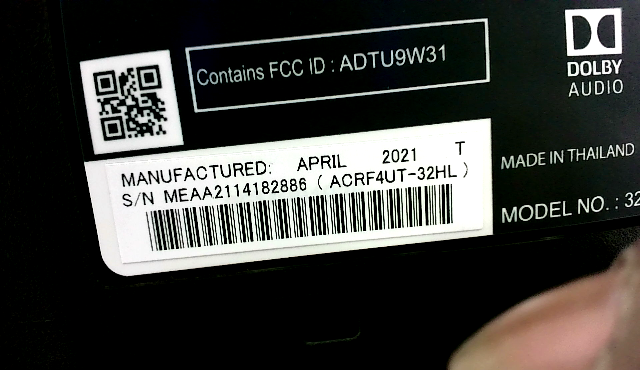 Contains FCC ID : ADTU9W31
DOLBY
AUDIO
MANUFACTURED: APRIL 2021 T
S/N MEAA2114182886 ( ACRF4UT-32HL )
MADE IN THAILAND
MODEL NO. : 32